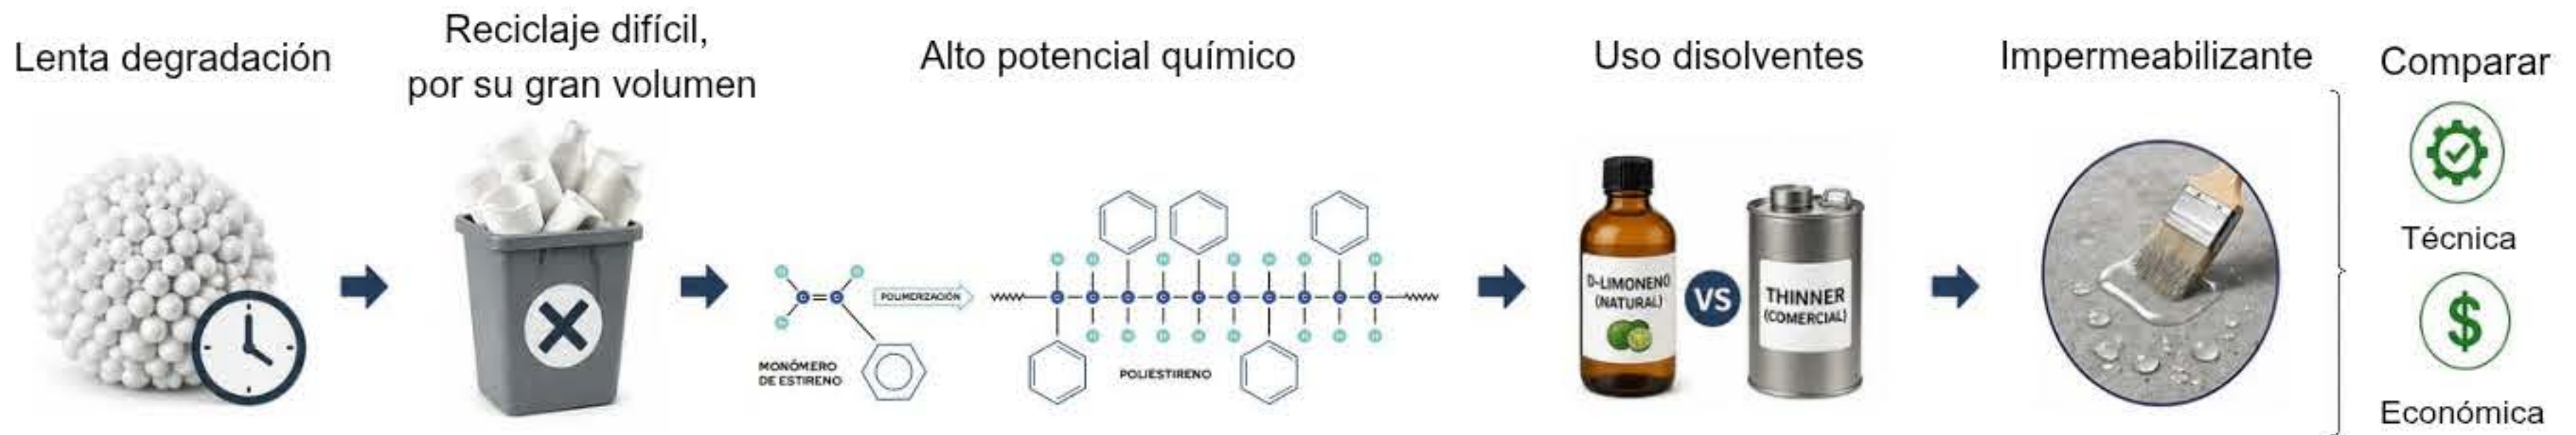 Lenta degradación
Reciclaje difícil,
por su gran volumen
Alto potencial químico
Uso disolventes
Impermeabilizante
Comparar
H
H
H
C
=
C
MONÓMERO
DE ESTIRENO
POLIMERIZACIÓN
H
H
H
H
H
H
H
C
C
C
C
C
C
C
C
C
C
H
H
H
H
H
H
H
H
POLIESTIRENO
D-LIMONENO
(NATURAL)
VS
THINNER
(COMERCIAL)
Técnica
$
Económica